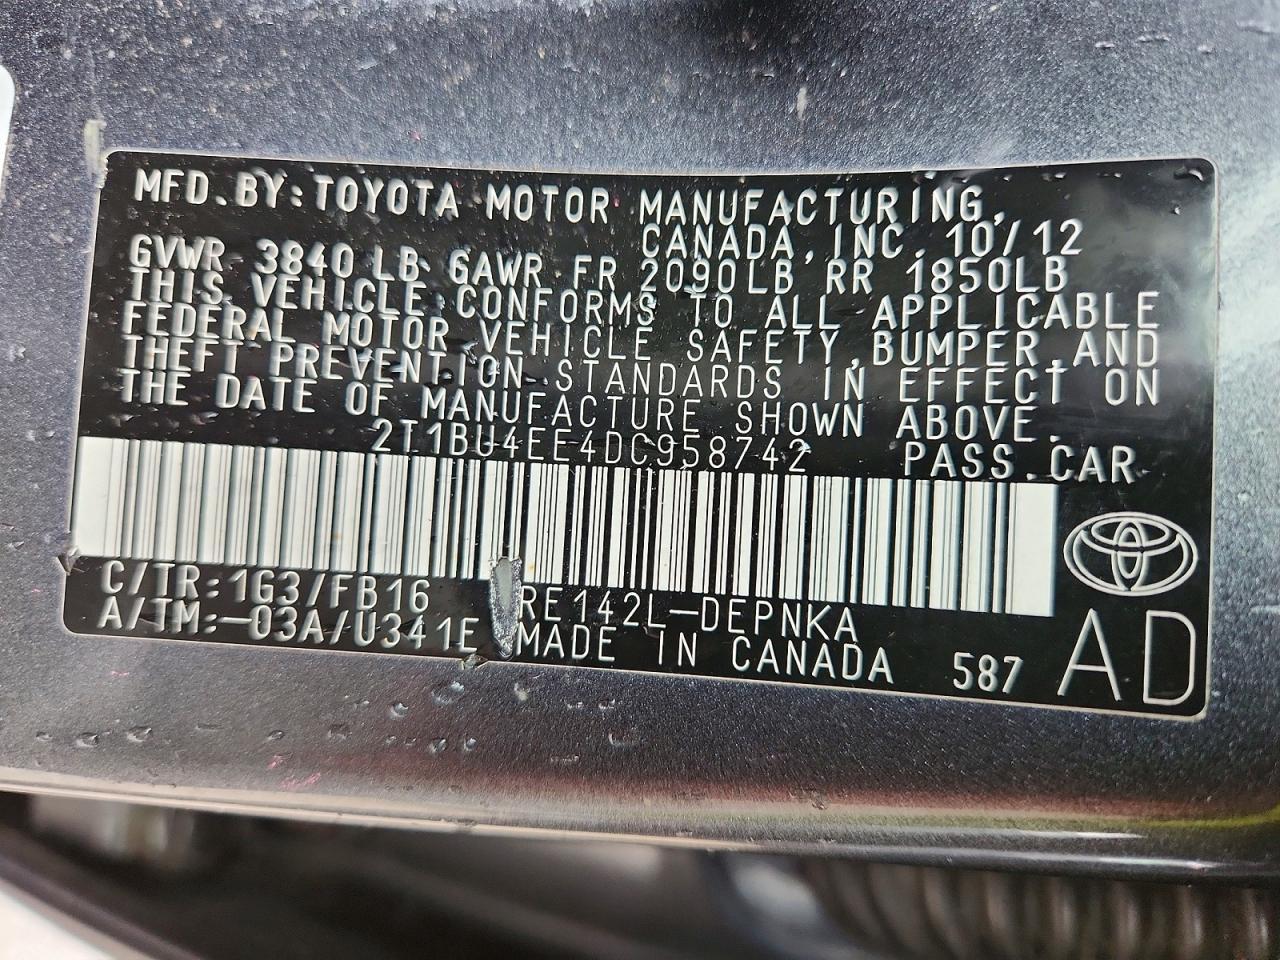 MFD. BY: TOYOTA MOTOR MANUFACTURING,
CANADA, INC. 10/12
GVWR 3840 LB GAWR FR 2090LB RR 1850LB
THIS VEHICLE CONFORMS TO ALL APPLICABLE
FEDERAL MOTOR VEHICLE SAFETY, BUMPER, AND
THEFT PREVENTION STANDARDS IN EFFECT ON
THE DATE OF MANUFACTURE SHOWN ABOVE.
2T1BU4EE4DC958742 PASS. CAR
C/TR: 1G3/FB16 RE142L-DEPNKA
A/TM: -03A/U341E MADE IN CANADA 587 AD